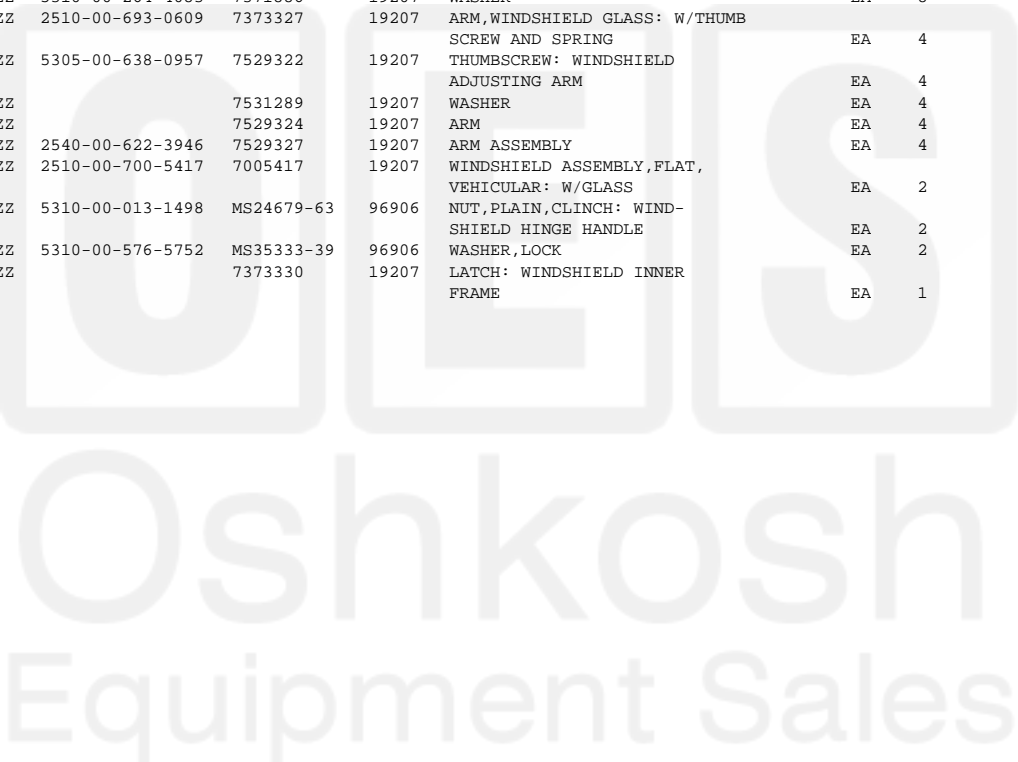 ZZ 2510-00-693-0609 7373327 19207 ARM,WINDSHIELD GLASS: W/THUMB
SCREW AND SPRING EA 4
ZZ 5305-00-638-0957 7529322 19207 THUMBSCREW: WINDSHIELD
ADJUSTING ARM EA 4
ZZ 7531289 19207 WASHER EA 4
ZZ 7529324 19207 ARM EA 4
ZZ 2540-00-622-3946 7529327 19207 ARM ASSEMBLY EA 4
ZZ 2510-00-700-5417 7005417 19207 WINDSHIELD ASSEMBLY,FLAT,
VEHICULAR: W/GLASS EA 2
ZZ 5310-00-013-1498 MS24679-63 96906 NUT,PLAIN,CLINCH: WIND-
SHIELD HINGE HANDLE EA 2
ZZ 5310-00-576-5752 MS35333-39 96906 WASHER,LOCK EA 2
ZZ 7373330 19207 LATCH: WINDSHIELD INNER
FRAME EA 1
OES
Oshkosh
Equipment Sales